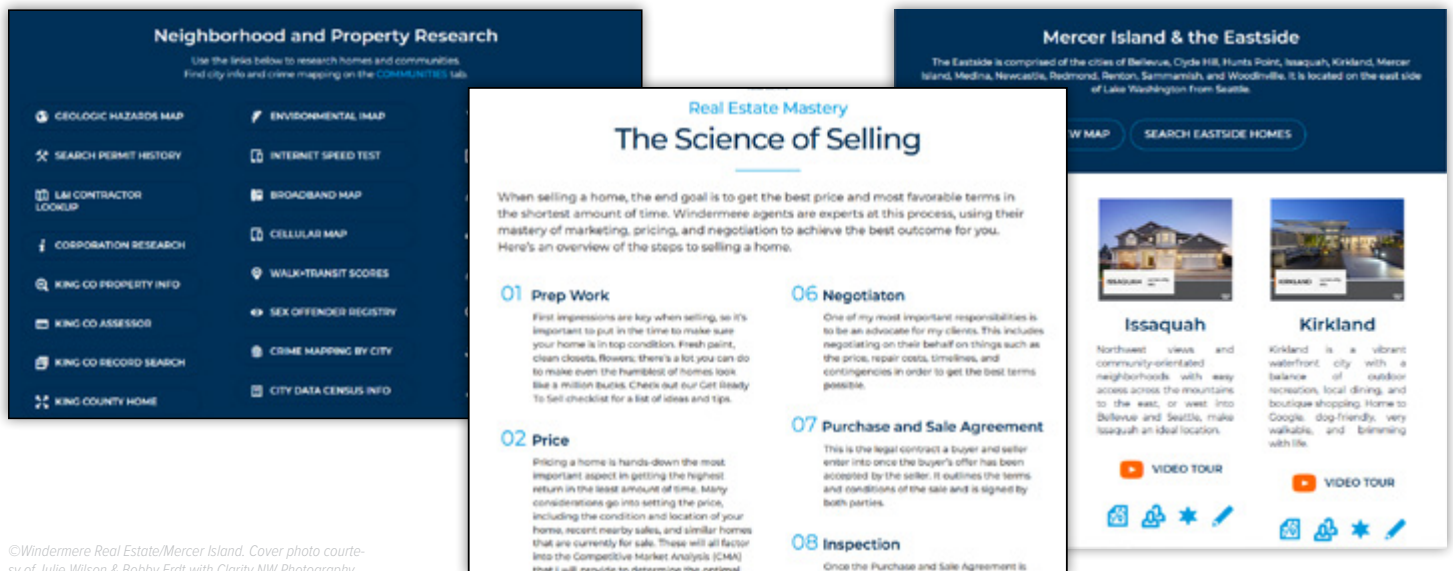 Neighborhood and Property Research
Use the links below to research homes and communities.
Find city info and crime mapping on the COMMUNITIES tab.
GEOLOGIC HAZARDS MAP
SEARCH PERMIT HISTORY
L&I CONTRACTOR
LOOKUP
CORPORATION RESEARCH
KING CO PROPERTY INFO
KING CO ASSESSOR
KING CO RECORD SEARCH
KING COUNTY HOME
ENVIRONMENTAL IMAP
INTERNET SPEED TEST
BROADBAND MAP
CELLULAR MAP
WALK+TRANSIT SCORES
SEX OFFENDER REGISTRY
CRIME MAPPING BY CITY
CITY DATA CENSUS INFO
Real Estate Mastery
The Science of Selling
When selling a home, the end goal is to get the best price and most favorable terms in
the shortest amount of time. Windermere agents are experts at this process, using their
mastery of marketing, pricing, and negotiation to achieve the best outcome for you.
Here's an overview of the steps to selling a home.
01 Prep Work
First impressions are key when selling, so it's
important to put in the time to make sure
your home is in top condition. Fresh paint,
clean closets, flowers; there's a lot you can do
to make even the humblest of homes look
like a million bucks. Check out our Get Ready
To Sell checklist for a list of ideas and tips.
02 Price
Pricing a home is hands-down the most
important aspect in getting the highest
return in the least amount of time. Many
considerations go into setting the price,
including the condition and location of your
home, recent nearby sales, and similar homes
that are currently for sale. These will all factor
into the Competitive Market Analysis (CMA)
that I will provide to determine the optimal
06 Negotiaton
One of my most important responsibilities is
to be an advocate for my clients. This includes
negotiating on their behalf on things such as
the price, repair costs, timelines, and
contingencies in order to get the best terms
possible.
07 Purchase and Sale Agreement
This is the legal contract a buyer and seller
enter into once the buyer's offer has been
accepted by the seller. It outlines the terms
and conditions of the sale and is signed by
both parties.
08 Inspection
Once the Purchase and Sale Agreement is
Mercer Island & the Eastside
The Eastside is comprised of the cities of Bellevue, Clyde Hill, Hunts Point, Issaquah, Kirkland, Mercer
Island, Medina, Newcastle, Redmond, Renton, Sammamish, and Woodinville. It is located on the east side
of Lake Washington from Seattle.
W MAP
SEARCH EASTSIDE HOMES
ISSAQUAH
KIRKLAND
Issaquah
Northwest views and
community-orientated
neighborhoods with easy
access across the mountains
to the east, or west into
Bellevue and Seattle, make
Issaquah an ideal location.
VIDEO TOUR
Kirkland
Kirkland is a vibrant
waterfront city with a
balance of outdoor
recreation, local dining, and
boutique shopping. Home to
Google, dog-friendly, very
walkable, and brimming
with life.
VIDEO TOUR
©Windermere Real Estate/Mercer Island. Cover photo courte-
sy of Julie Wilson & Bobby Erdt with Clarity NW Photography.